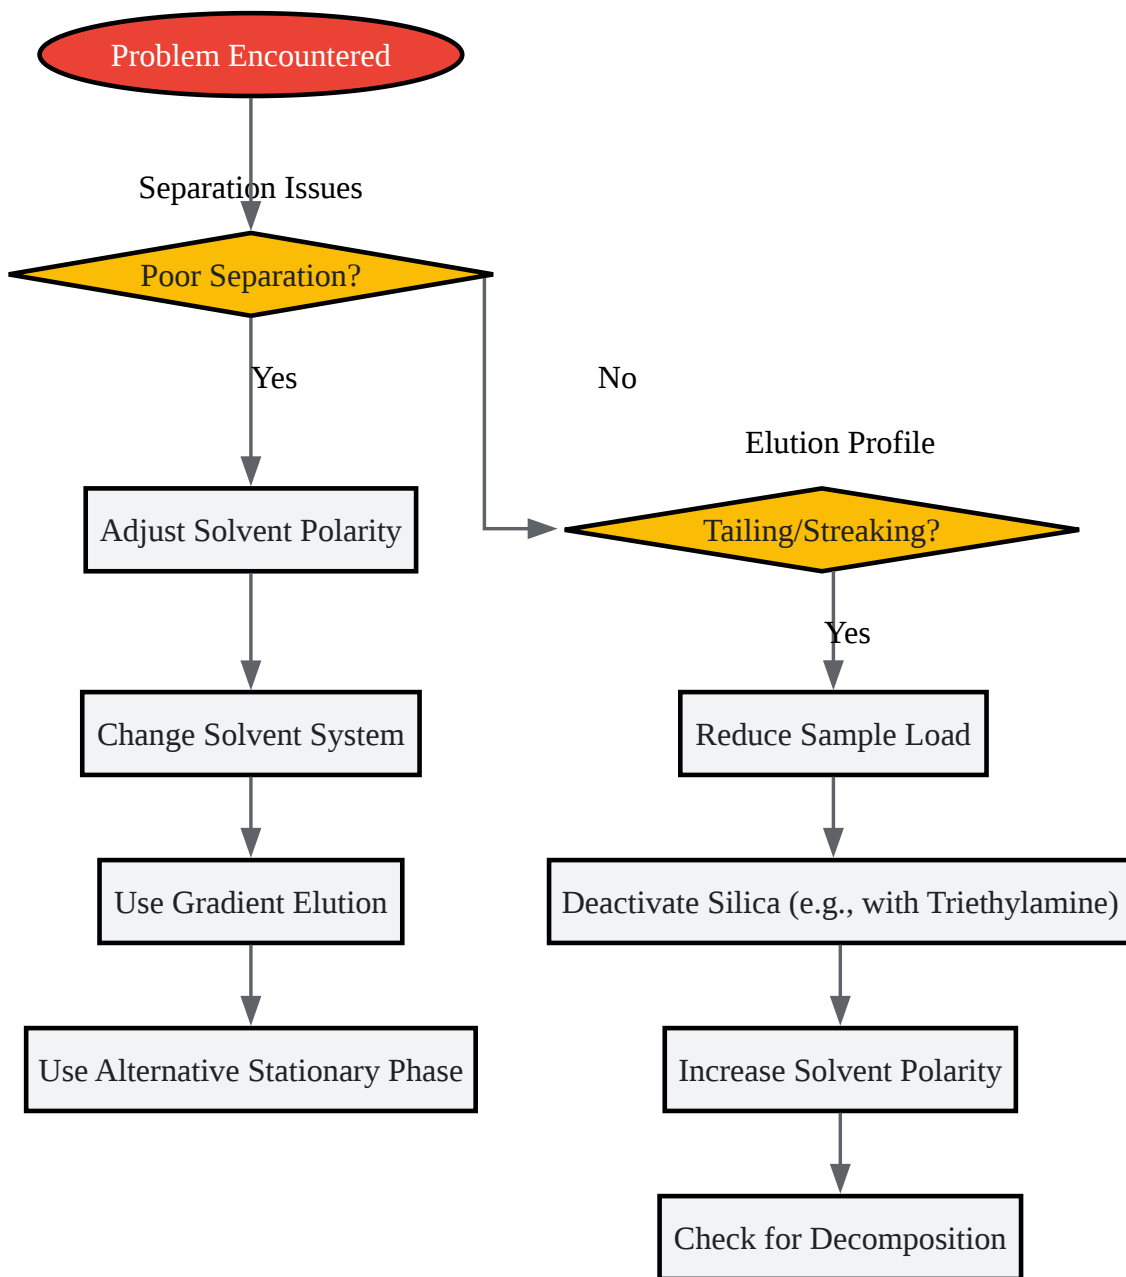 Problem Encountered
Separation Issues
Poor Separation?
Yes
No
Elution Profile
Adjust Solvent Polarity
Tailing/Streaking?
Yes
Change Solvent System
Reduce Sample Load
Use Gradient Elution
Deactivate Silica (e.g., with Triethylamine)
Use Alternative Stationary Phase
Increase Solvent Polarity
Check for Decomposition